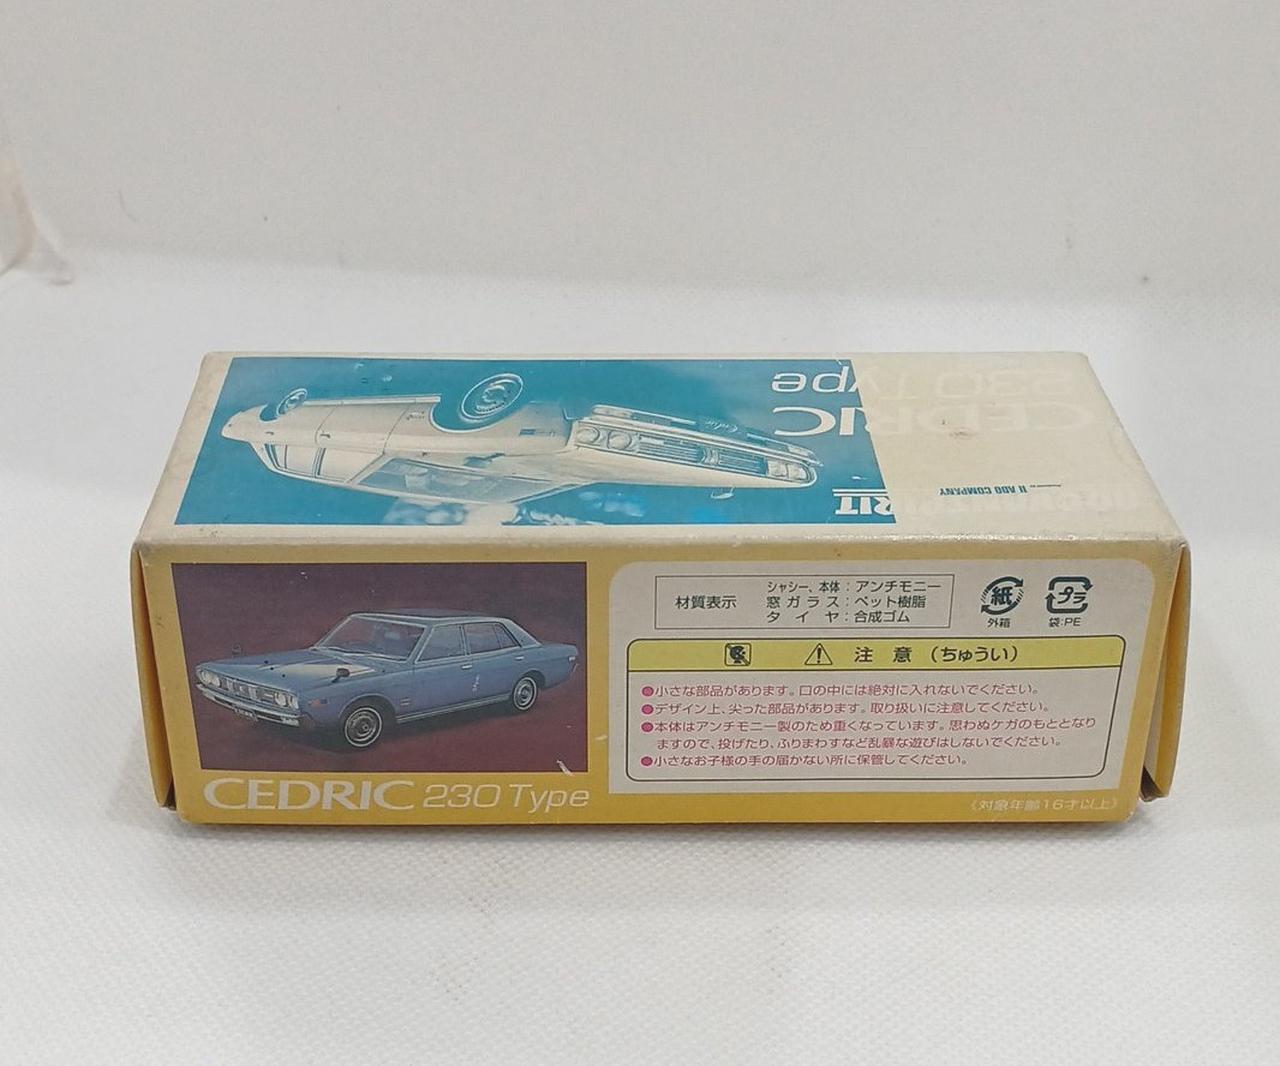 230 Type
CEDRIC
II ADO COMPANY
材質表示
シャシー、本体：アンチモニー
窓ガラス：ペット樹脂
タイヤ：合成ゴム
紙
外箱
プラ
袋:PE
注意（ちゅうい）
●小さな部品があります。口の中には絶対に入れないでください。
●デザイン上、尖った部品があります。取り扱いに注意してください。
●本体はアンチモニー製のため重くなっています。思わぬケガのもととなり
ますので、投げたり、ふりまわすなど乱暴な遊びはしないでください。
●小さなお子様の手の届かない所に保管してください。
CEDRIC 230 Type
《対象年齢16才以上》